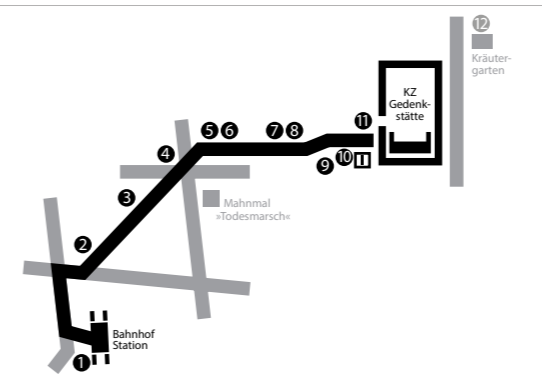 12
Kräuter-
garten
KZ
Gedenk-
stätte
11
5 6
7 8
10
9
4
3
Mahnmal
»Todesmarsch«
2
Bahnhof
Station
1